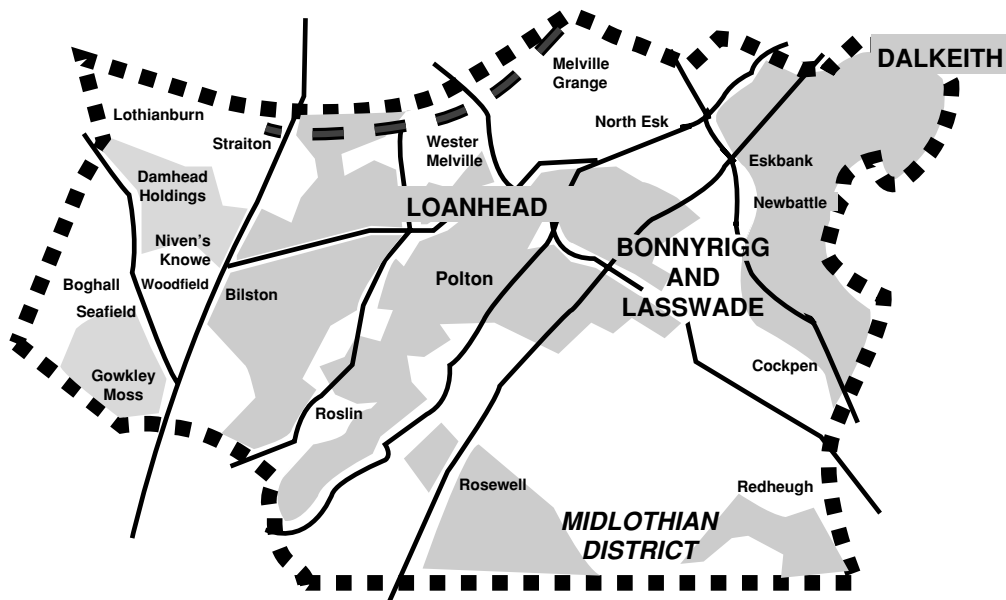 DALKEITH
Melville
Grange
Lothianburn
North Esk
Straiton
Wester
Melville
Eskbank
Damhead
Holdings
Newbattle
LOANHEAD
Niven's
Knowe
BONNYRIGG
AND
LASSWADE
Polton
Boghall
Woodfield
Bilston
Seafield
Cockpen
Gowkley
Moss
Roslin
Rosewell
Redheugh
MIDLOTHIAN
DISTRICT